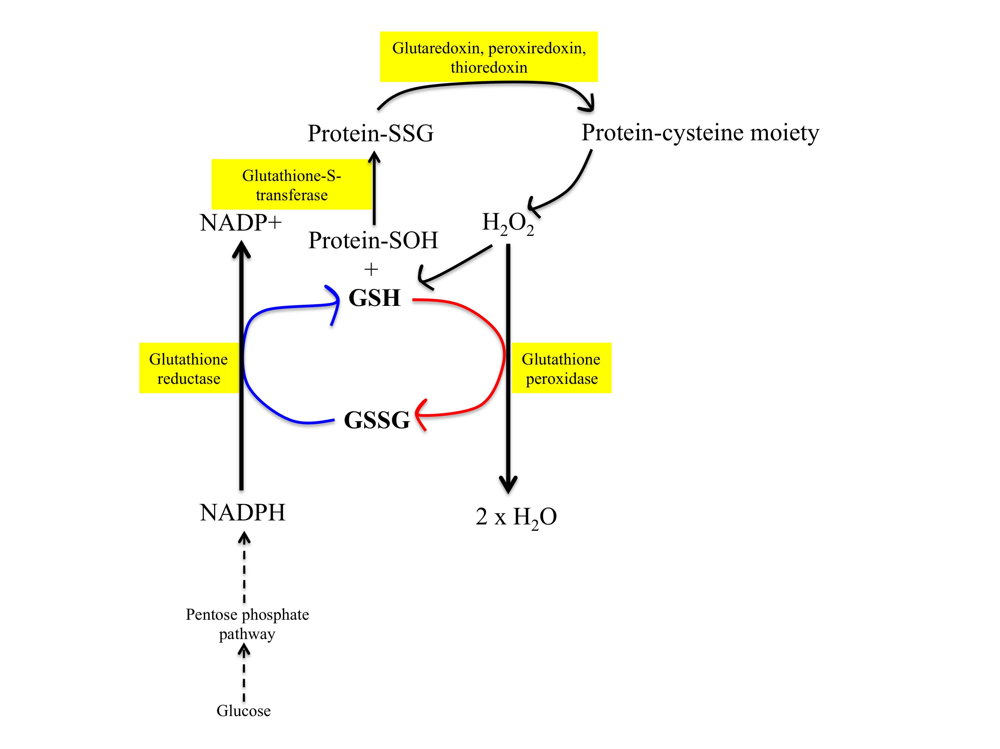 Glutaredoxin, peroxiredoxin,
thioredoxin
Protein-SSG
Protein-cysteine moiety
Glutathione-S-
transferase
NADP+
H₂O₂
Protein-SOH
+
GSH
Glutathione
reductase
Glutathione
peroxidase
GSSG
NADPH
2 x H₂O
Pentose phosphate
pathway
Glucose